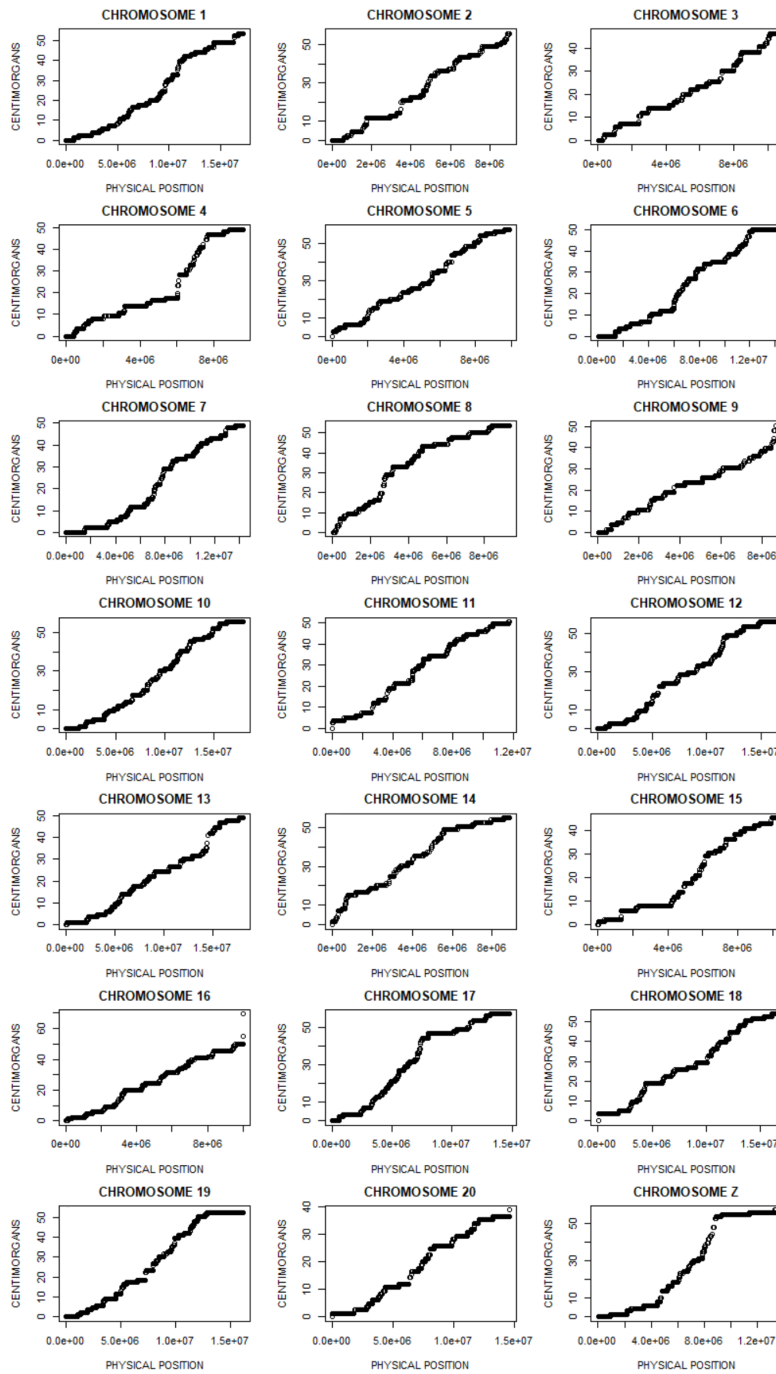 CHROMOSOME 1
CENTIMORGANS
0 10 20 30 40 50
0.0e+00 5.0e+06 1.0e+07 1.5e+07
PHYSICAL POSITION
CHROMOSOME 2
CENTIMORGANS
0 10 20 30 40 50
0e+00 2e+06 4e+06 6e+06 8e+06
PHYSICAL POSITION
CHROMOSOME 3
CENTIMORGANS
0 10 20 30 40
0e+00 4e+06 8e+06
PHYSICAL POSITION
CHROMOSOME 4
CENTIMORGANS
0 10 20 30 40 50
0e+00 4e+06 8e+06
PHYSICAL POSITION
CHROMOSOME 5
CENTIMORGANS
0 10 30 50
0e+00 4e+06 8e+06
PHYSICAL POSITION
CHROMOSOME 6
CENTIMORGANS
0 10 20 30 40 50
0.0e+00 4.0e+06 8.0e+06 1.2e+07
PHYSICAL POSITION
CHROMOSOME 7
CENTIMORGANS
0 10 20 30 40 50
0.0e+00 4.0e+06 8.0e+06 1.2e+07
PHYSICAL POSITION
CHROMOSOME 8
CENTIMORGANS
0 10 20 30 40 50
0e+00 2e+06 4e+06 6e+06 8e+06
PHYSICAL POSITION
CHROMOSOME 9
CENTIMORGANS
0 10 20 30 40 50
0e+00 2e+06 4e+06 6e+06 8e+06
PHYSICAL POSITION
CHROMOSOME 10
CENTIMORGANS
0 10 30 50
0.0e+00 5.0e+06 1.0e+07 1.5e+07
PHYSICAL POSITION
CHROMOSOME 11
CENTIMORGANS
0 10 20 30 40 50
0.0e+00 4.0e+06 8.0e+06 1.2e+07
PHYSICAL POSITION
CHROMOSOME 12
CENTIMORGANS
0 10 30 50
0.0e+00 5.0e+06 1.0e+07 1.5e+07
PHYSICAL POSITION
CHROMOSOME 13
CENTIMORGANS
0 10 20 30 40 50
0.0e+00 5.0e+06 1.0e+07 1.5e+07
PHYSICAL POSITION
CHROMOSOME 14
CENTIMORGANS
0 10 30 50
0e+00 2e+06 4e+06 6e+06 8e+06
PHYSICAL POSITION
CHROMOSOME 15
CENTIMORGANS
0 10 20 30 40
0e+00 4e+06 8e+06
PHYSICAL POSITION
CHROMOSOME 16
CENTIMORGANS
0 20 40 60
0e+00 4e+06 8e+06
PHYSICAL POSITION
CHROMOSOME 17
CENTIMORGANS
0 10 30 50
0.0e+00 5.0e+06 1.0e+07 1.5e+07
PHYSICAL POSITION
CHROMOSOME 18
CENTIMORGANS
0 10 20 30 40 50
0.0e+00 5.0e+06 1.0e+07 1.5e+07
PHYSICAL POSITION
CHROMOSOME 19
CENTIMORGANS
0 10 20 30 40 50
0.0e+00 5.0e+06 1.0e+07 1.5e+07
PHYSICAL POSITION
CHROMOSOME 20
CENTIMORGANS
0 10 20 30 40
0.0e+00 5.0e+06 1.0e+07 1.5e+07
PHYSICAL POSITION
CHROMOSOME Z
CENTIMORGANS
0 10 30 50
0.0e+00 4.0e+06 8.0e+06 1.2e+07
PHYSICAL POSITION